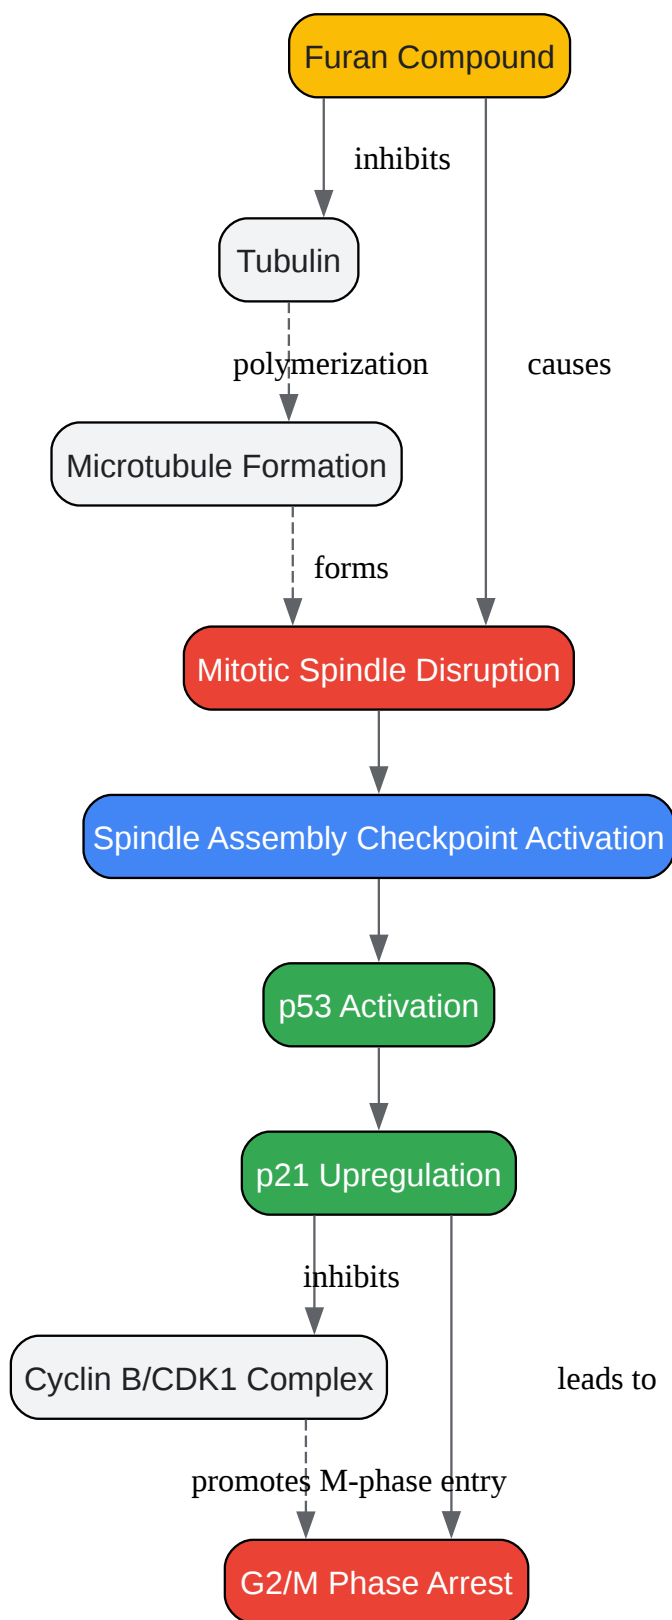 Furan Compound
inhibits
Tubulin
polymerization
causes
Microtubule Formation
forms
Mitotic Spindle Disruption
Spindle Assembly Checkpoint Activation
p53 Activation
p21 Upregulation
inhibits
Cyclin B/CDK1 Complex
leads to
promotes M-phase entry
G2/M Phase Arrest